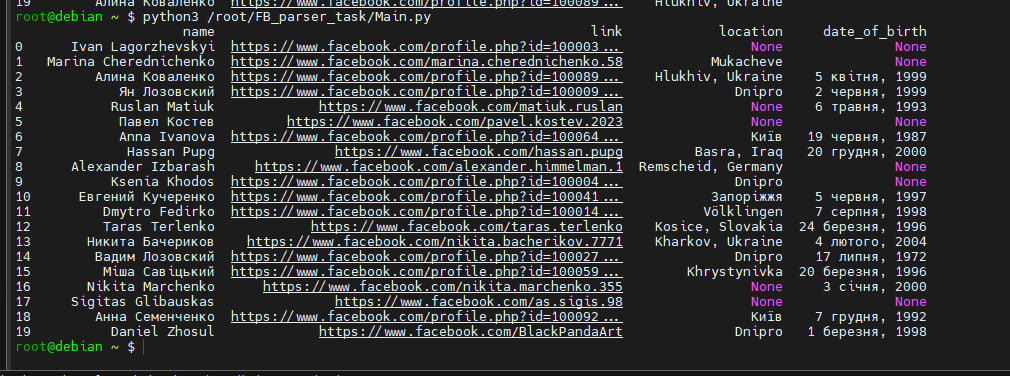 19 Алина Коваленко https://www.facebook.com/profile.php?id=100089... Hlukhiv, Ukraine
root@debian ~ $ python3 /root/FB_parser_task/Main.py
name link location date_of_birth
0 Ivan Lagorzhevskyi https://www.facebook.com/profile.php?id=100003... None None
1 Marina Cherednichenko https://www.facebook.com/marina.cherednichenko.58 Mukacheve None
2 Алина Коваленко https://www.facebook.com/profile.php?id=100089... Hlukhiv, Ukraine 5 квітня, 1999
3 Ян Лозовский https://www.facebook.com/profile.php?id=100009... Dnipro 2 червня, 1999
4 Ruslan Matiuk https://www.facebook.com/matiuk.ruslan None 6 травня, 1993
5 Павел Костев https://www.facebook.com/pavel.kostev.2023 None None
6 Anna Ivanova https://www.facebook.com/profile.php?id=100064... Київ 19 червня, 1987
7 Hassan Pupg https://www.facebook.com/hassan.pupg Basra, Iraq 20 грудня, 2000
8 Alexander Izbarash https://www.facebook.com/alexander.himmelman.1 Remscheid, Germany None
9 Ksenia Khodos https://www.facebook.com/profile.php?id=100004... Dnipro None
10 Евгений Кучеренко https://www.facebook.com/profile.php?id=100041... Запоріжжя 5 червня, 1997
11 Dmytro Fedirko https://www.facebook.com/profile.php?id=100014... Völklingen 7 серпня, 1998
12 Taras Terlenko https://www.facebook.com/taras.terlenko Kosice, Slovakia 24 березня, 1996
13 Никита Бачериков https://www.facebook.com/nikita.bacherikov.7771 Kharkov, Ukraine 4 лютого, 2004
14 Вадим Лозовский https://www.facebook.com/profile.php?id=100027... Dnipro 17 липня, 1972
15 Міша Савіцький https://www.facebook.com/profile.php?id=100059... Khrystynivka 20 березня, 1996
16 Nikita Marchenko https://www.facebook.com/nikita.marchenko.355 None 3 січня, 2000
17 Sigitas Glibauskas https://www.facebook.com/as.sigis.98 None None
18 Анна Семенченко https://www.facebook.com/profile.php?id=100092... Київ 7 грудня, 1992
19 Daniel Zhosul https://www.facebook.com/BlackPandaArt Dnipro 1 березня, 1998
root@debian ~ $